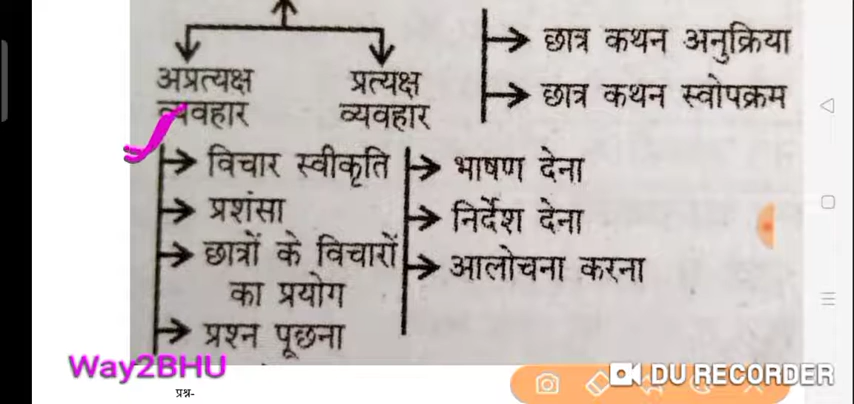 छात्र कथन अनुक्रिया
छात्र कथन स्वोपक्रम
अप्रत्यक्ष व्यवहार
प्रत्यक्ष व्यवहार
विचार स्वीकृति
प्रशंसा
छात्रों के विचारों
का प्रयोग
प्रश्न पूछना
भाषण देना
निर्देश देना
आलोचना करना
Way2BHU
DU RECORDER
प्रश्न-